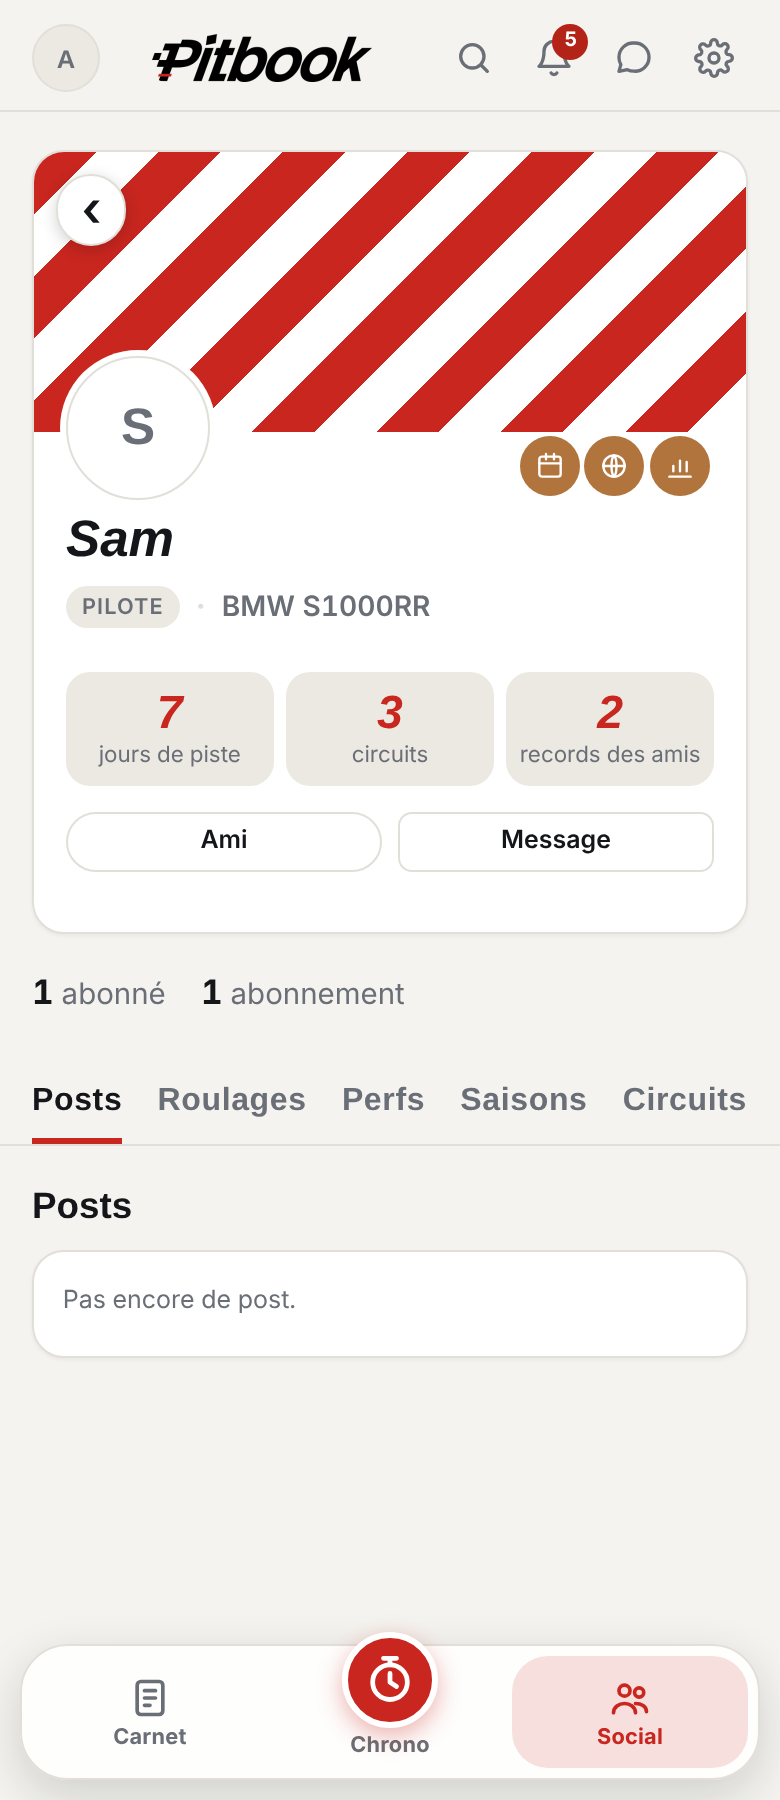 A
Pitbook
5
S
Sam
PILOTE · BMW S1000RR
7
jours de piste
3
circuits
2
records des amis
Ami
Message
1 abonné 1 abonnement
Posts Roulages Perfs Saisons Circuits
Posts
Pas encore de post.
Carnet
Chrono
Social